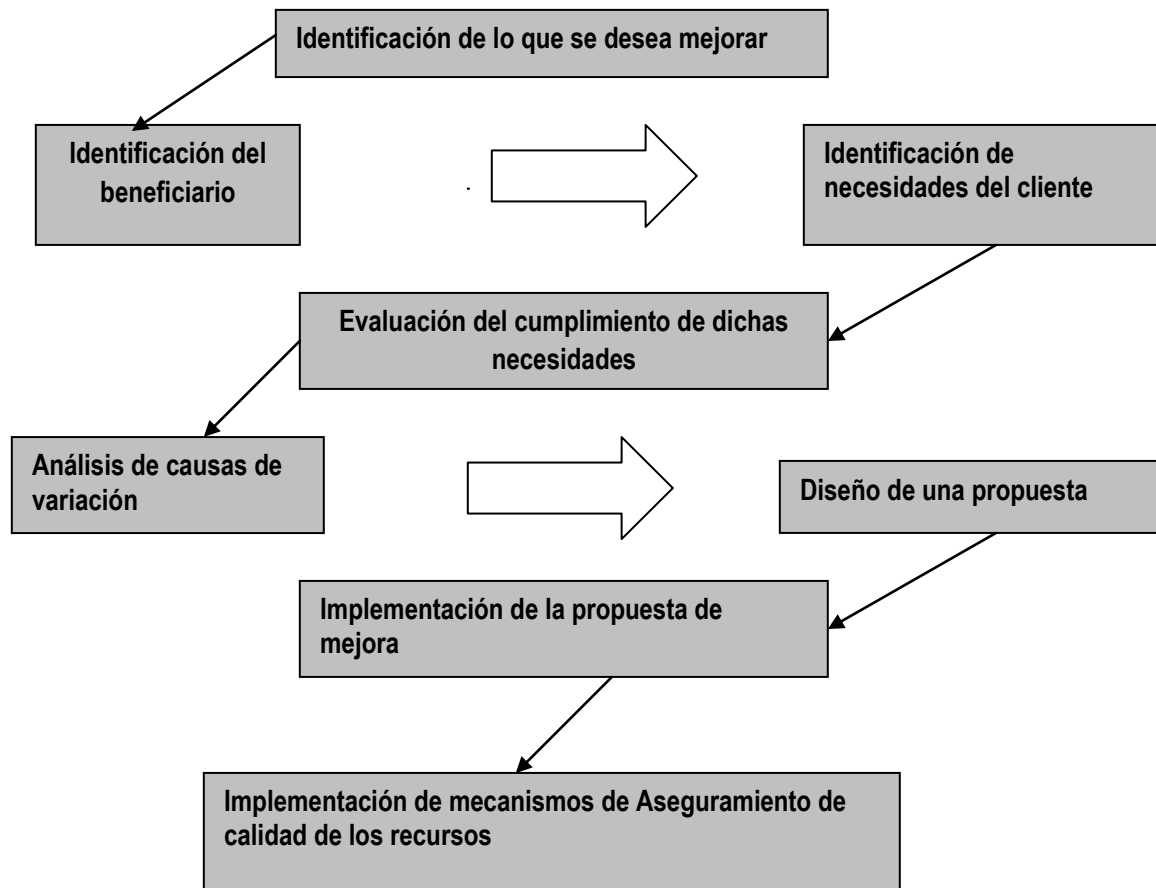 Identificación de lo que se desea mejorar
Identificación del
beneficiario
Identificación de
necesidades del cliente
Evaluación del cumplimiento de dichas
necesidades
Análisis de causas de
variación
Diseño de una propuesta
Implementación de la propuesta de
mejora
Implementación de mecanismos de Aseguramiento de
calidad de los recursos